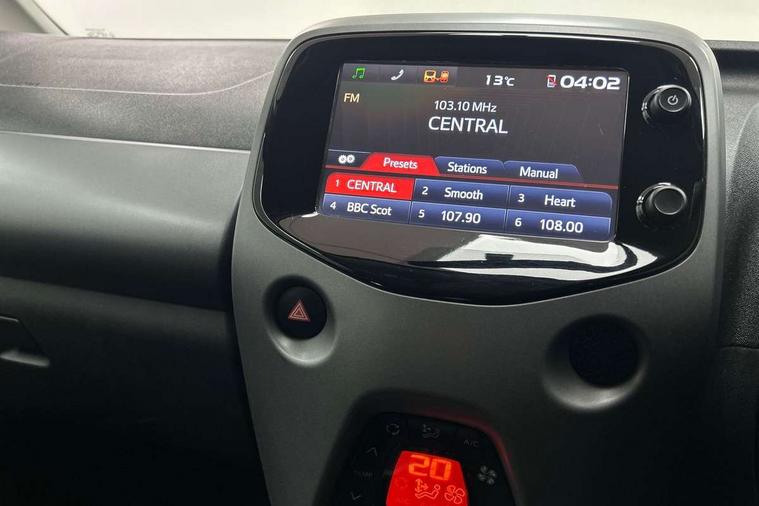 13°C 04:02
FM
103.10 MHz
CENTRAL
Presets Stations Manual
1 CENTRAL 2 Smooth 3 Heart
4 BBC Scot 5 107.90 6 108.00
A/C
TEMP
20